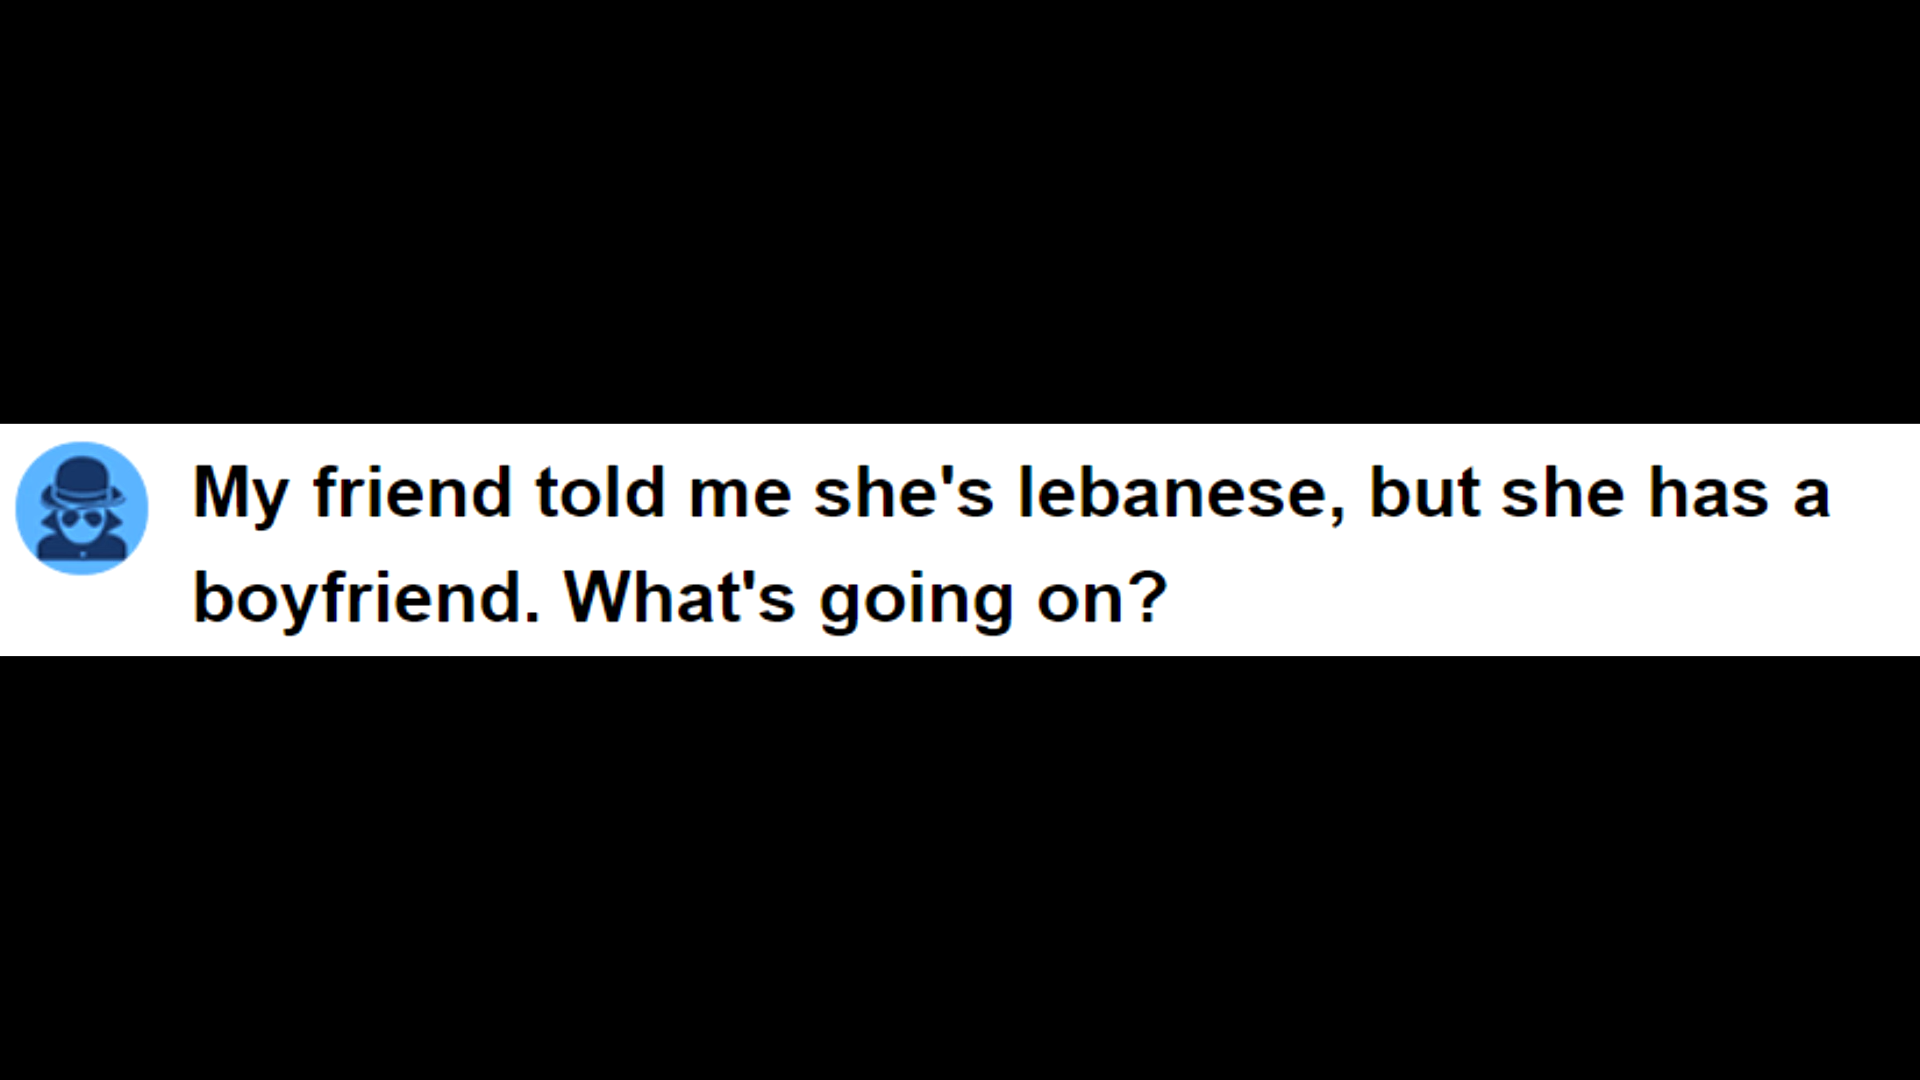 My friend told me she's lebanese, but she has a
boyfriend. What's going on?